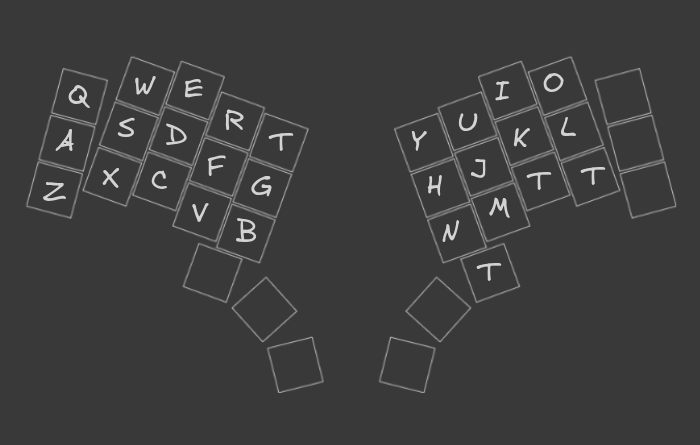 Q W E R T
A S D F G
Z X C V B
Y U I O
H J K L
N M T T
T